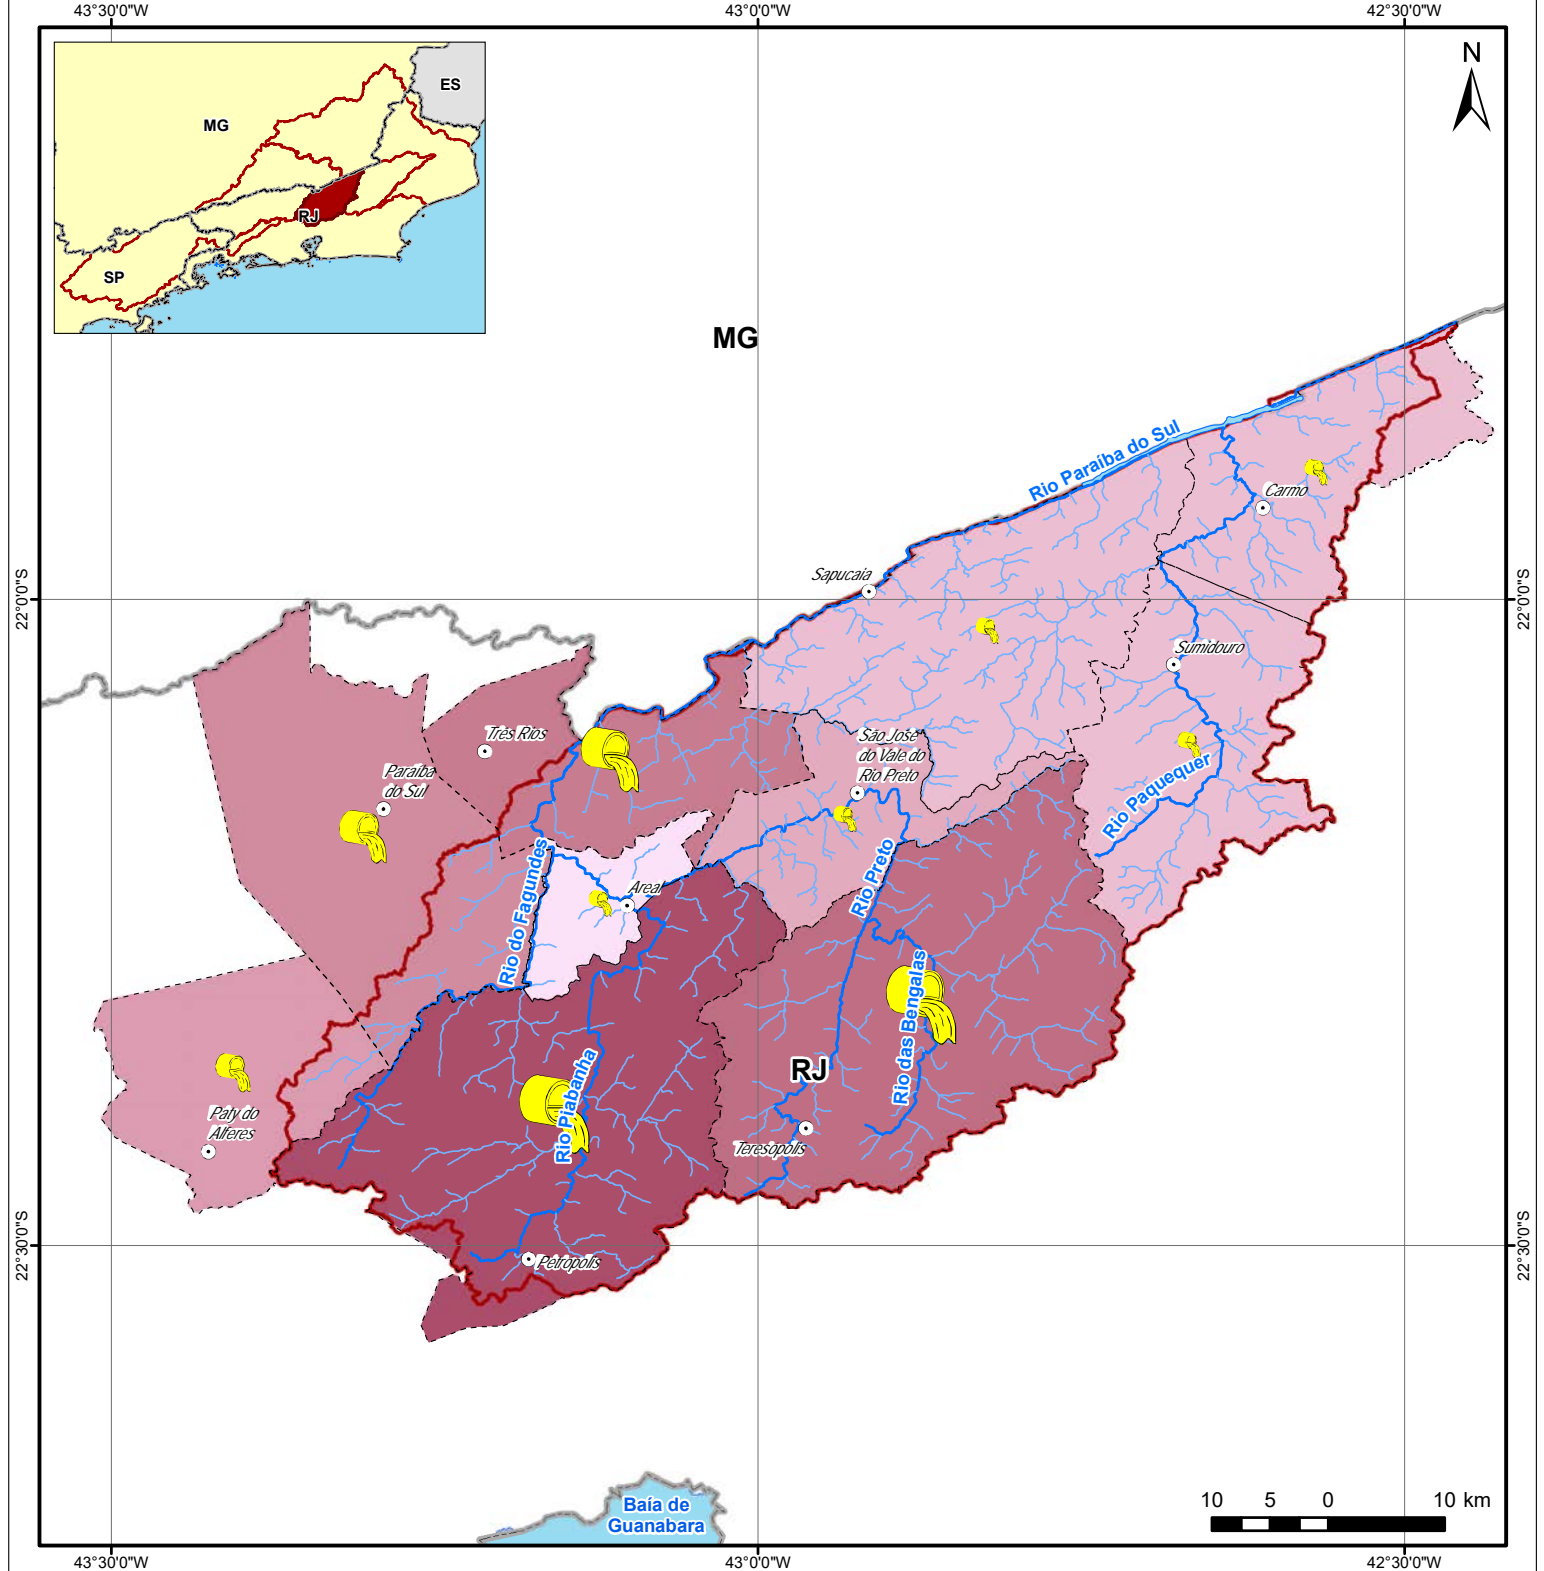 43°30'0"W
43°0'0"W
42°30'0"W
N
ES
MG
RJ
SP
MG
Rio Paraíba do Sul
Carmo
Sapucaia
22°0'0"S
22°0'0"S
Sumidouro
Três Rios
São José
do Vale do
Rio Preto
Paraíba
do Sul
Rio Paquequer
Rio Preto
Rio do Fagundes
Areal
Rio das Bengalas
RJ
Rio Piabanha
Paty do
Alferes
Teresópolis
22°30'0"S
22°30'0"S
Petrópolis
Baía de
Guanabara
10 5 0 10 km
43°30'0"W
43°0'0"W
42°30'0"W